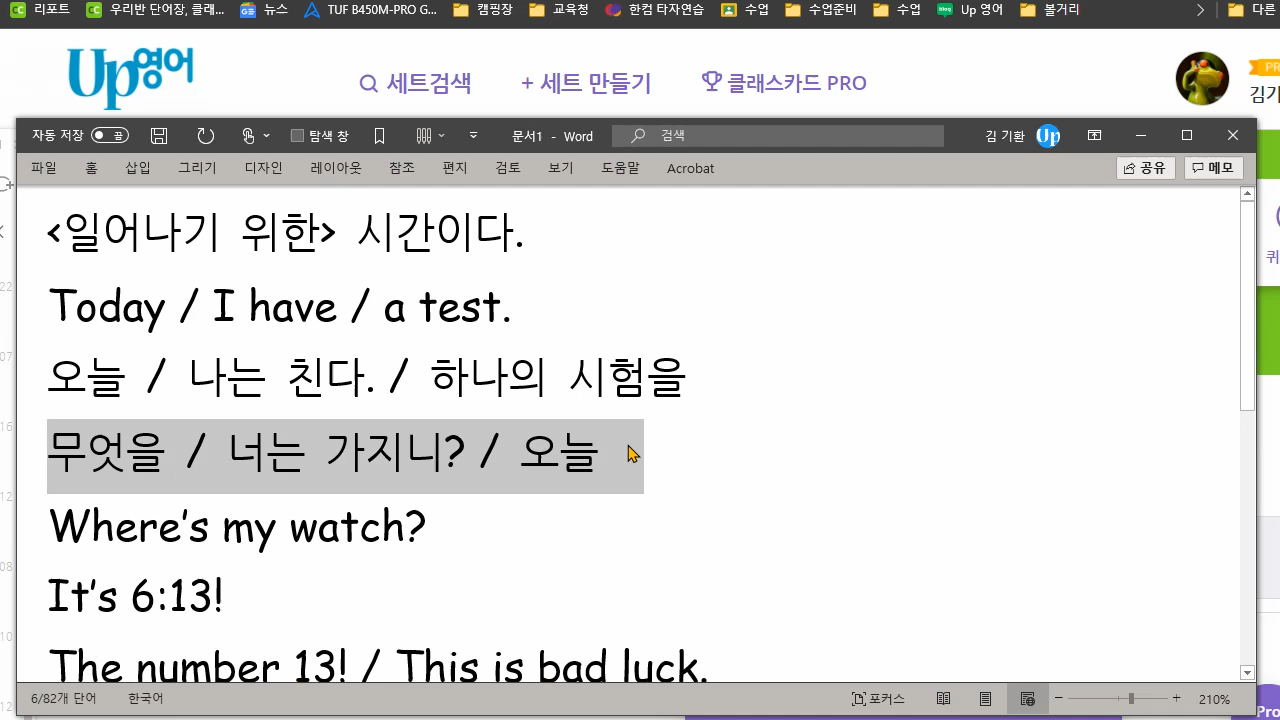 리포트 우리반 단어장, 클래... 뉴스 TUF B450M-PRO G... 캠핑장 교육청 한컴 타자연습 수업 수업준비 수업 Up 영어 볼거리 다른
Up영어 세트검색 + 세트 만들기 클래스카드 PRO
자동 저장 끔 탐색 창 문서1 - Word 검색 김 기환 Up
파일 홈 삽입 그리기 디자인 레이아웃 참조 편지 검토 보기 도움말 Acrobat 공유 메모
<일어나기 위한> 시간이다.
Today / I have / a test.
오늘 / 나는 친다. / 하나의 시험을
무엇을 / 너는 가지니? / 오늘
Where's my watch?
It's 6:13!
The number 13! / This is bad luck.
6/82개 단어 한국어 포커스 210%